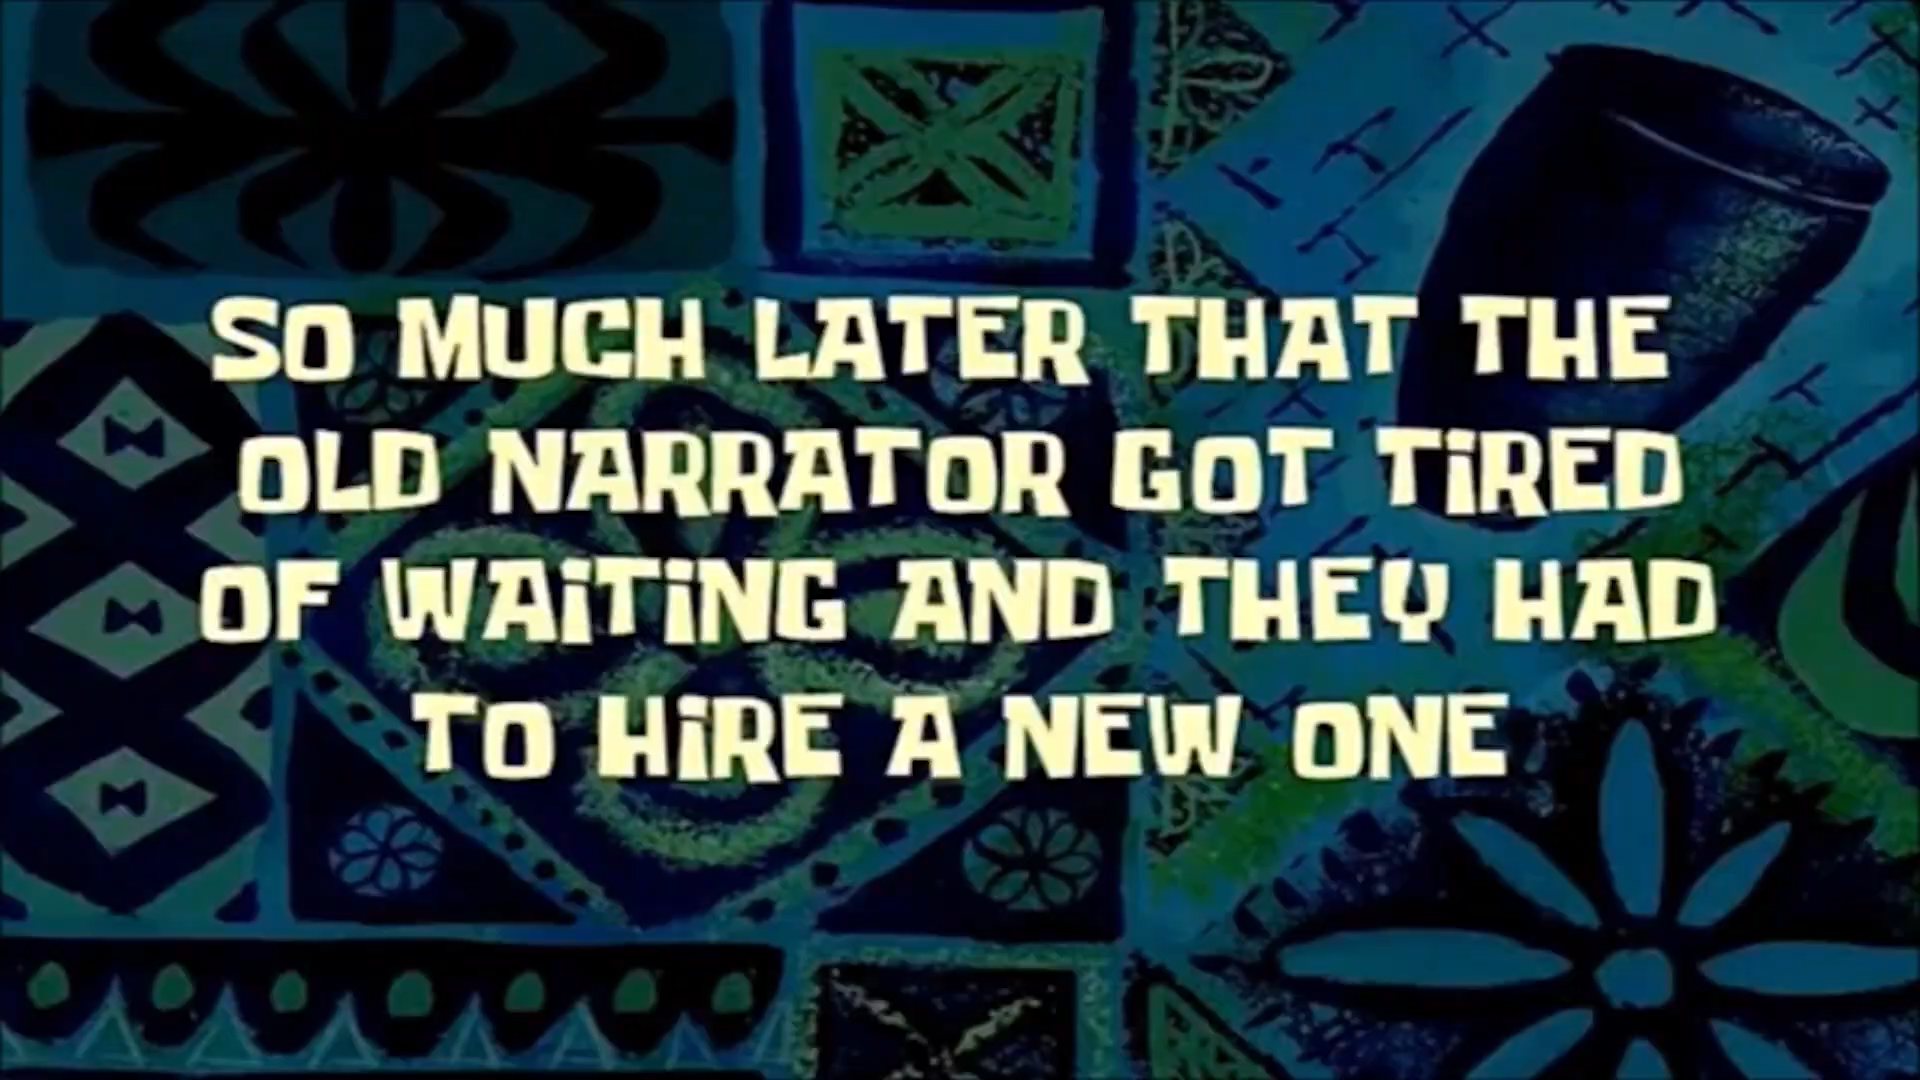 SO MUCH LATER THAT THE
OLD NARRATOR GOT TiRED
OF WAiTiNG AND THEY HAD
TO HiRE A NEW ONE